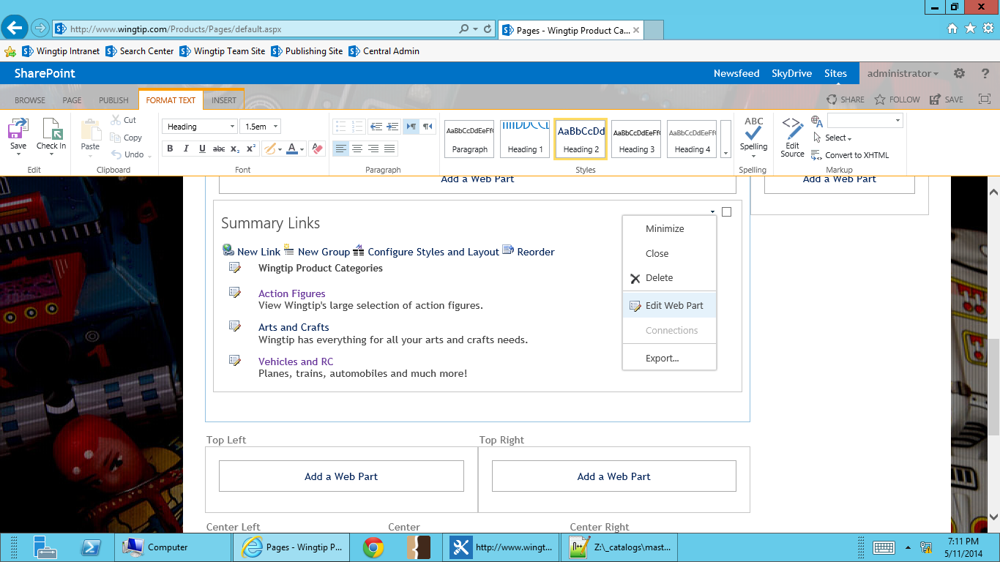 http://www.wingtip.com/Products/Pages/default.aspx
Pages - Wingtip Product Ca...
Wingtip Intranet Search Center Wingtip Team Site Publishing Site Central Admin
SharePoint Newsfeed SkyDrive Sites administrator ?
BROWSE PAGE PUBLISH FORMAT TEXT INSERT SHARE FOLLOW SAVE
Save Check In Paste Cut Copy Undo
Heading 1.5em
B I U abc x₂ x² A
AaBbCcDdEeFf AaBbCcDd AaBbCcDdEeFf AaBbCcDdEeFf
Paragraph Heading 1 Heading 2 Heading 3 Heading 4
ABC Spelling
Edit Source Select Convert to XHTML
Edit Clipboard Font Paragraph Styles Spelling Markup
Add a Web Part Add a Web Part
Summary Links
New Link New Group Configure Styles and Layout Reorder
Wingtip Product Categories
Action Figures
View Wingtip's large selection of action figures.
Arts and Crafts
Wingtip has everything for all your arts and crafts needs.
Vehicles and RC
Planes, trains, automobiles and much more!
Minimize
Close
Delete
Edit Web Part
Connections
Export...
Top Left Top Right
Add a Web Part Add a Web Part
Center Left Center Center Right
Computer Pages - Wingtip P... http://www.wingt... Z:\_catalogs\mast...
7:11 PM
5/11/2014